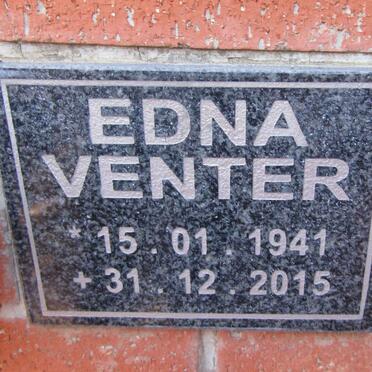 EDNA
VENTER
* 15 . 01 . 1941
+ 31 . 12 . 2015